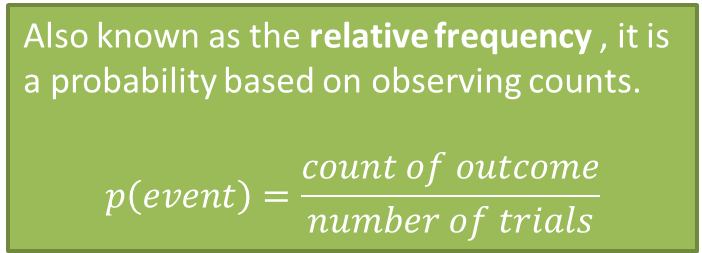 Also known as the relative frequency , it is
a probability based on observing counts.
p(event) = count of outcome / number of trials